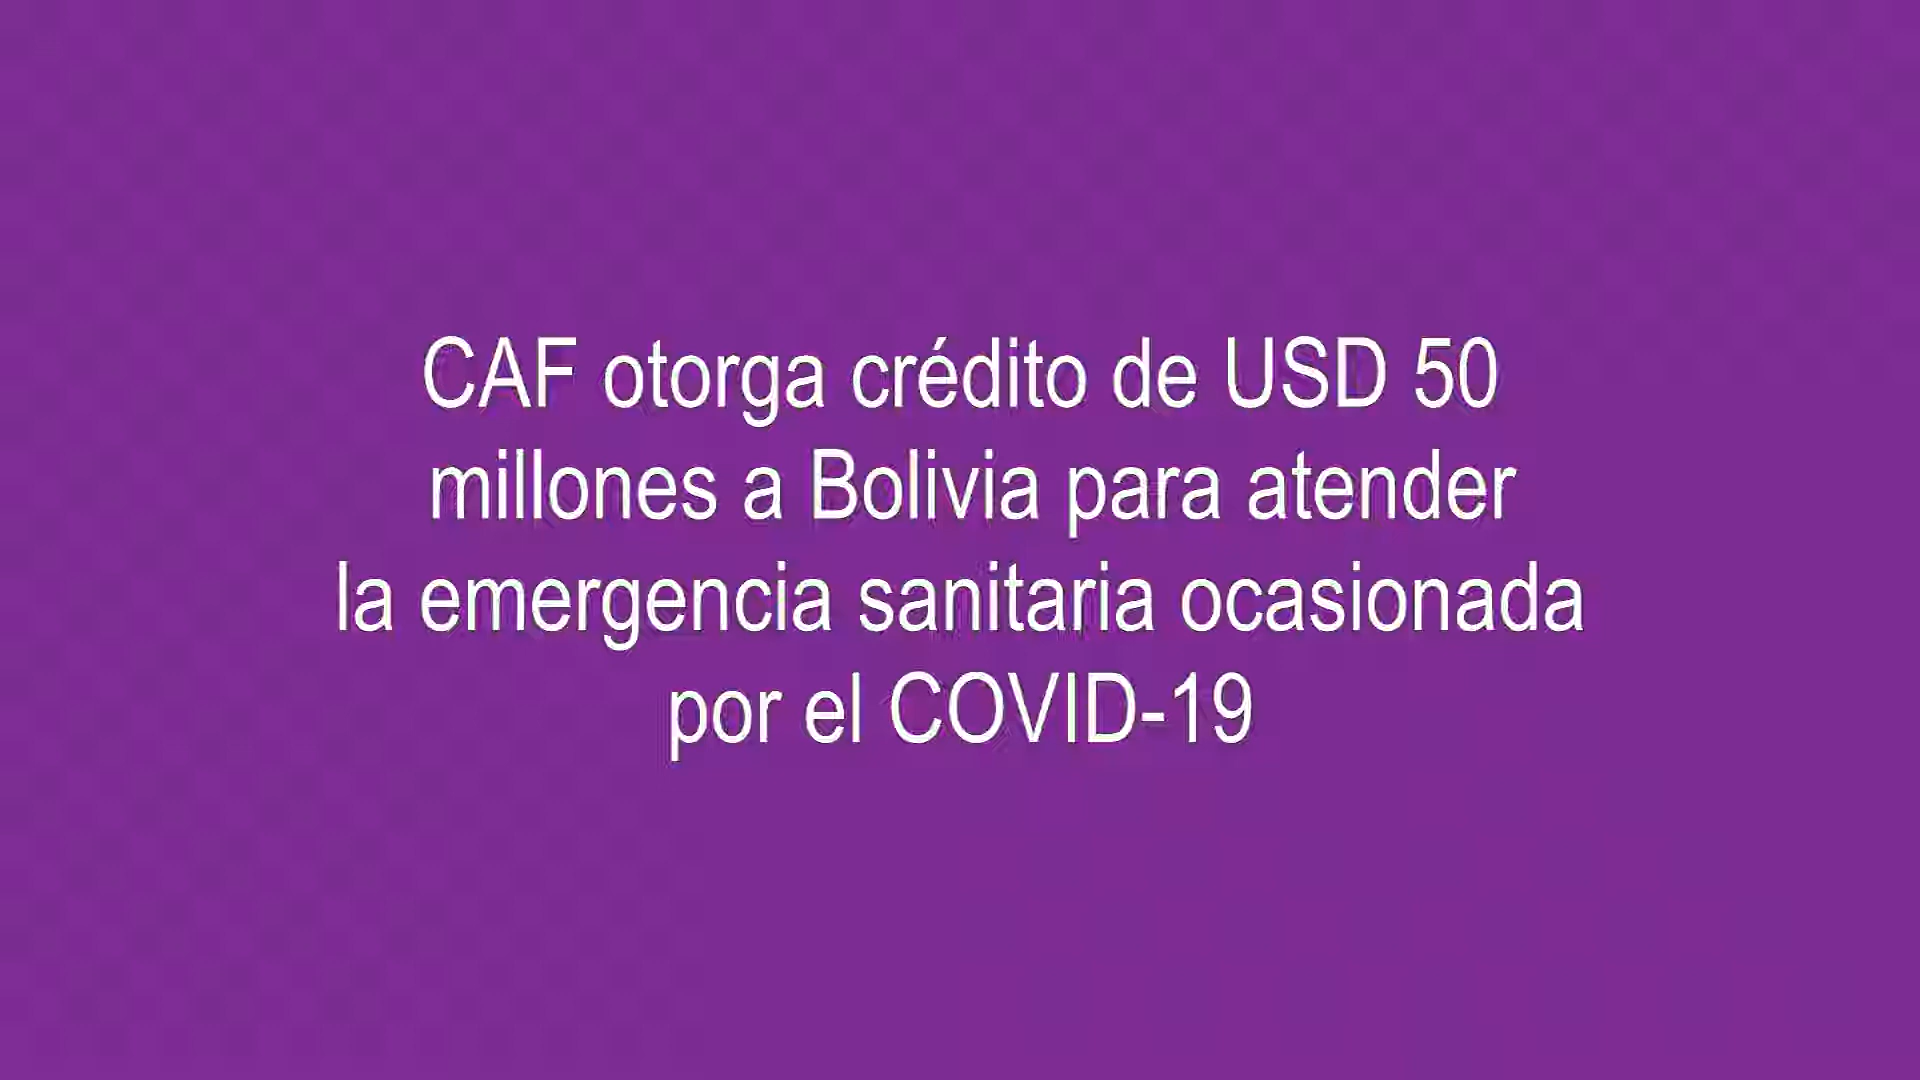 CAF otorga crédito de USD 50
millones a Bolivia para atender
la emergencia sanitaria ocasionada
por el COVID-19